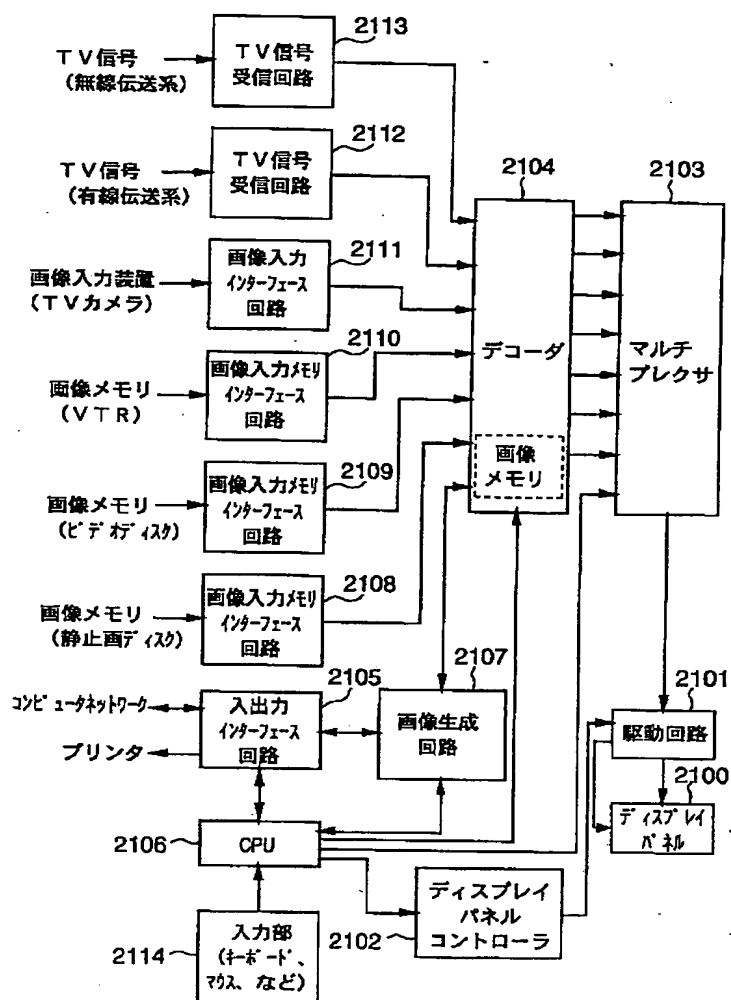 2113
TV信号
(無線伝送系)
TV信号
受信回路
2112
TV信号
(有線伝送系)
TV信号
受信回路
2104
2103
画像入力装置
(TVカメラ)
画像入力
インターフェース
回路
2111
2110
画像メモリ
(VTR)
画像入力メモリ
インターフェース
回路
デコーダ
マルチ
プレクサ
画像
メモリ
2109
画像メモリ
(ビデオディスク)
画像入力メモリ
インターフェース
回路
2108
画像メモリ
(静止画ディスク)
画像入力メモリ
インターフェース
回路
2105
2107
コンピュータネットワーク
プリンタ
入出力
インターフェース
回路
画像生成
回路
2101
駆動回路
2100
ディスプレイ
パネル
2106
CPU
2114
入力部
(キーボード、
マウス、など)
2102
ディスプレイ
パネル
コントローラ